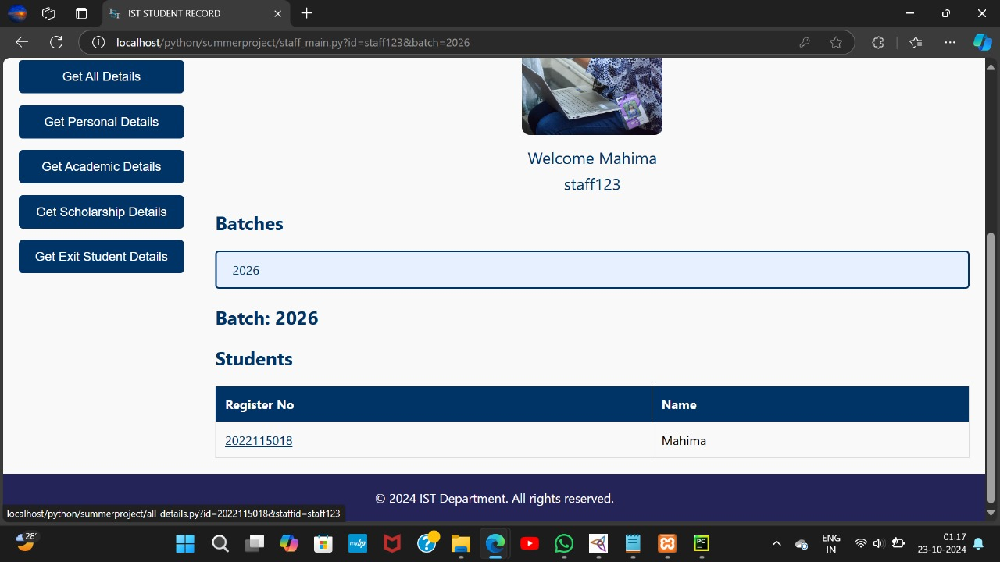 IST STUDENT RECORD
localhost/python/summerproject/staff_main.py?id=staff123&batch=2026
Get All Details
Get Personal Details
Get Academic Details
Get Scholarship Details
Get Exit Student Details
Welcome Mahima
staff123
Batches
2026
Batch: 2026
Students
Register No Name
2022115018 Mahima
© 2024 IST Department. All rights reserved.
localhost/python/summerproject/all_details.py?id=2022115018&staffid=staff123
28°
ENG
IN
01:17
23-10-2024